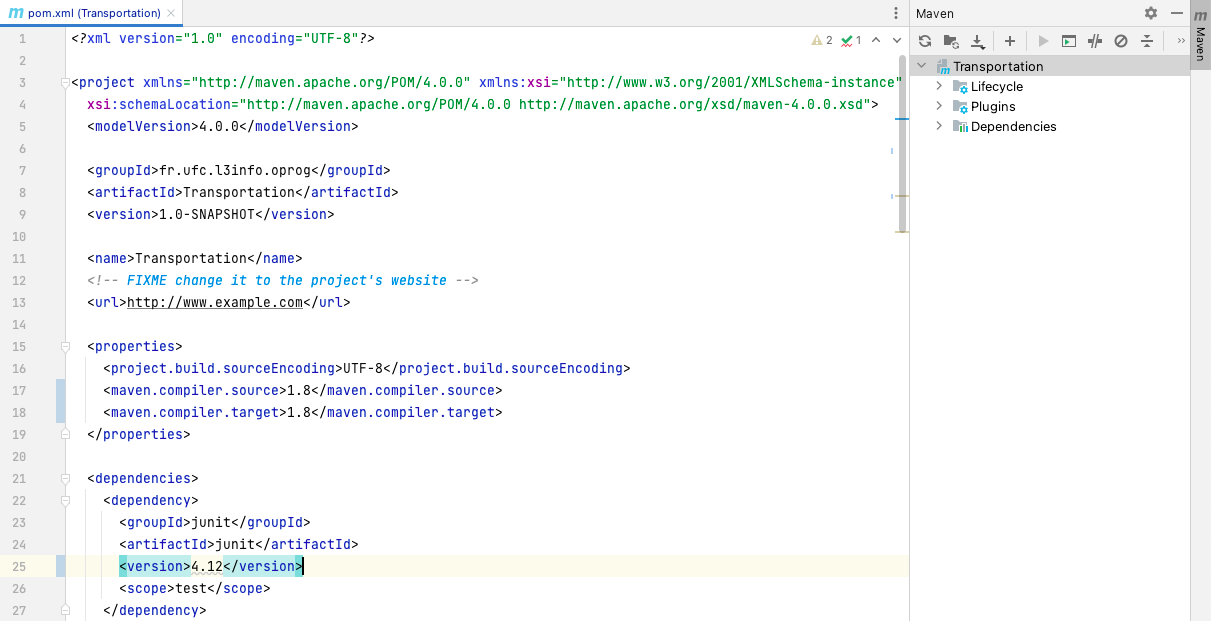 pom.xml (Transportation)
1 <?xml version="1.0" encoding="UTF-8"?>
2
3 <project xmlns="http://maven.apache.org/POM/4.0.0" xmlns:xsi="http://www.w3.org/2001/XMLSchema-instance"
4 xsi:schemaLocation="http://maven.apache.org/POM/4.0.0 http://maven.apache.org/xsd/maven-4.0.0.xsd">
5 <modelVersion>4.0.0</modelVersion>
6
7 <groupId>fr.ufc.l3info.oprog</groupId>
8 <artifactId>Transportation</artifactId>
9 <version>1.0-SNAPSHOT</version>
10
11 <name>Transportation</name>
12 <!-- FIXME change it to the project's website -->
13 <url>http://www.example.com</url>
14
15 <properties>
16 <project.build.sourceEncoding>UTF-8</project.build.sourceEncoding>
17 <maven.compiler.source>1.8</maven.compiler.source>
18 <maven.compiler.target>1.8</maven.compiler.target>
19 </properties>
20
21 <dependencies>
22 <dependency>
23 <groupId>junit</groupId>
24 <artifactId>junit</artifactId>
25 <version>4.12</version>
26 <scope>test</scope>
27 </dependency>
2 1
Maven
Transportation
Lifecycle
Plugins
Dependencies
m
Maven